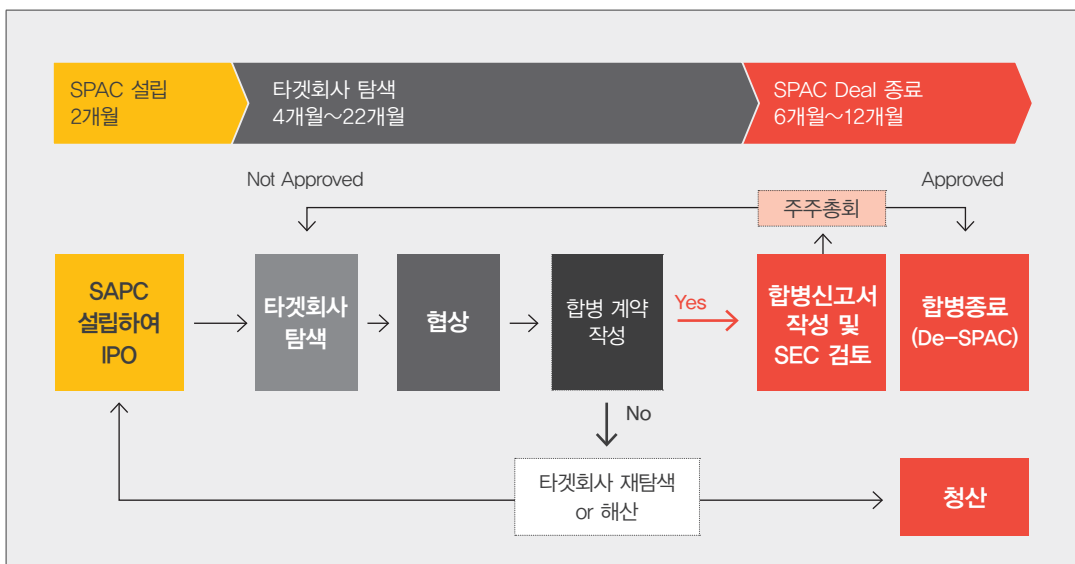 SPAC 설립
2개월
타겟회사 탐색
4개월~22개월
SPAC Deal 종료
6개월~12개월
Not Approved
Approved
주주총회
SAPC
설립하여
IPO
타겟회사
탐색
협상
합병 계약
작성
Yes
합병신고서
작성 및
SEC 검토
합병종료
(De-SPAC)
No
타겟회사 재탐색
or 해산
청산